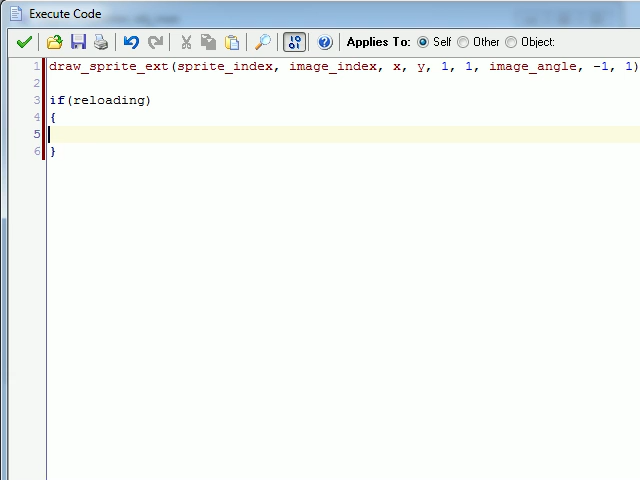 Execute Code
Applies To: Self Other Object:
1 draw_sprite_ext(sprite_index, image_index, x, y, 1, 1, image_angle, -1, 1)
2
3 if(reloading)
4 {
5
6 }